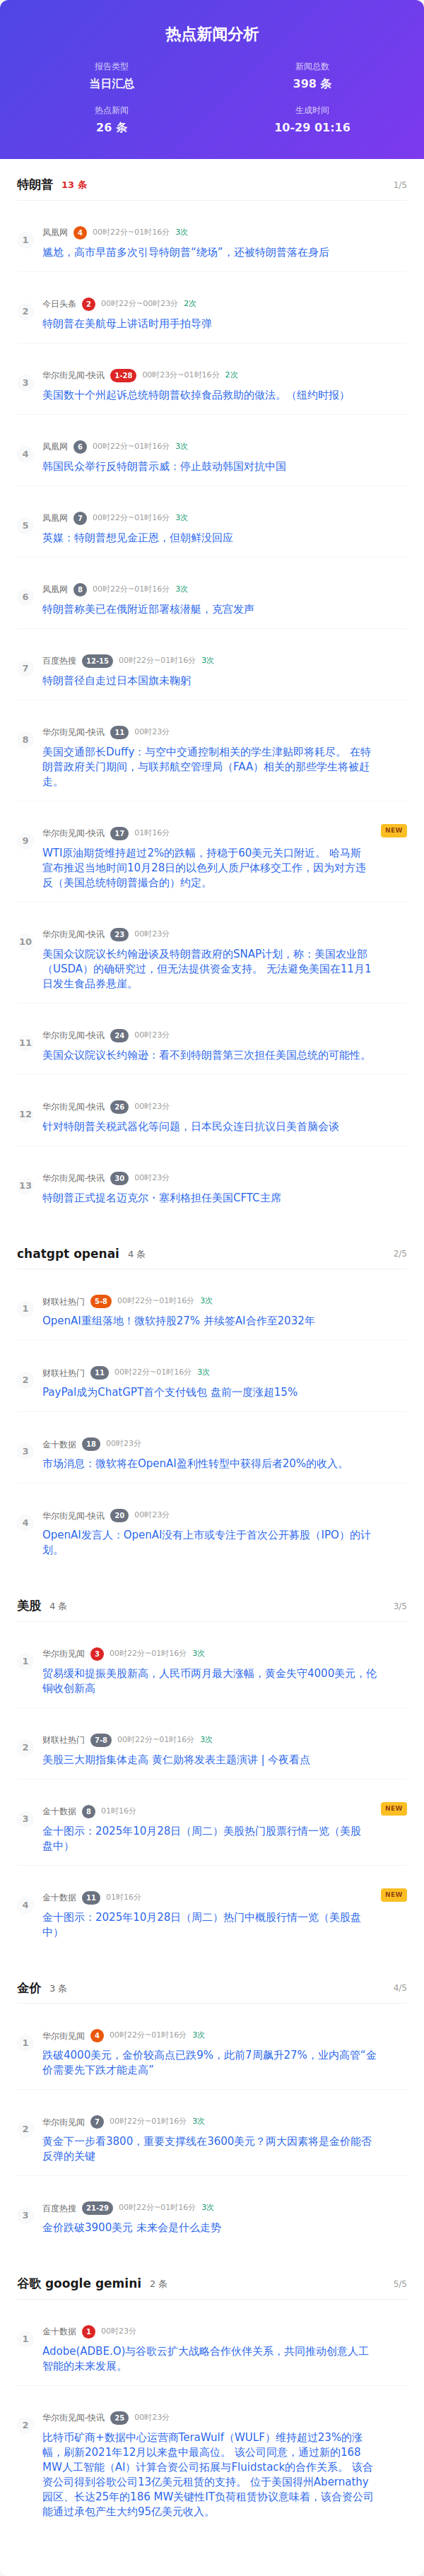 热点新闻分析
报告类型
新闻总数
当日汇总
398 条
热点新闻
生成时间
26 条
10-29 01:16
特朗普 13 条 1/5
1
凤凰网 4 00时22分~01时16分 3次
尴尬，高市早苗多次引导特朗普“绕场”，还被特朗普落在身后
2
今日头条 2 00时22分~00时23分 2次
特朗普在美航母上讲话时用手拍导弹
3
华尔街见闻-快讯 1-28 00时23分~01时16分 2次
美国数十个州起诉总统特朗普砍掉食品救助的做法。（纽约时报）
4
凤凰网 6 00时22分~01时16分 3次
韩国民众举行反特朗普示威：停止鼓动韩国对抗中国
5
凤凰网 7 00时22分~01时16分 3次
英媒：特朗普想见金正恩，但朝鲜没回应
6
凤凰网 8 00时22分~01时16分 3次
特朗普称美已在俄附近部署核潜艇，克宫发声
7
百度热搜 12-15 00时22分~01时16分 3次
特朗普径自走过日本国旗未鞠躬
8
华尔街见闻-快讯 11 00时23分
美国交通部长Duffy：与空中交通控制相关的学生津贴即将耗尽。 在特
朗普政府关门期间，与联邦航空管理局（FAA）相关的那些学生将被赶
走。
9
华尔街见闻-快讯 17 01时16分 NEW
WTI原油期货维持超过2%的跌幅，持稳于60美元关口附近。 哈马斯
宣布推迟当地时间10月28日的以色列人质尸体移交工作，因为对方违
反（美国总统特朗普撮合的）约定。
10
华尔街见闻-快讯 23 00时23分
美国众议院议长约翰逊谈及特朗普政府的SNAP计划，称：美国农业部
（USDA）的确研究过，但无法提供资金支持。 无法避免美国在11月1
日发生食品券悬崖。
11
华尔街见闻-快讯 24 00时23分
美国众议院议长约翰逊：看不到特朗普第三次担任美国总统的可能性。
12
华尔街见闻-快讯 26 00时23分
针对特朗普关税武器化等问题，日本民众连日抗议日美首脑会谈
13
华尔街见闻-快讯 30 00时23分
特朗普正式提名迈克尔·塞利格担任美国CFTC主席
chatgpt openai 4 条 2/5
1
财联社热门 5-8 00时22分~01时16分 3次
OpenAI重组落地！微软持股27% 并续签AI合作至2032年
2
财联社热门 11 00时22分~01时16分 3次
PayPal成为ChatGPT首个支付钱包 盘前一度涨超15%
3
金十数据 18 00时23分
市场消息：微软将在OpenAI盈利性转型中获得后者20%的收入。
4
华尔街见闻-快讯 20 00时23分
OpenAI发言人：OpenAI没有上市或专注于首次公开募股（IPO）的计
划。
美股 4 条 3/5
1
华尔街见闻 3 00时22分~01时16分 3次
贸易缓和提振美股新高，人民币两月最大涨幅，黄金失守4000美元，伦
铜收创新高
2
财联社热门 7-8 00时22分~01时16分 3次
美股三大期指集体走高 黄仁勋将发表主题演讲 | 今夜看点
3
金十数据 8 01时16分 NEW
金十图示：2025年10月28日（周二）美股热门股票行情一览（美股
盘中）
4
金十数据 11 01时16分 NEW
金十图示：2025年10月28日（周二）热门中概股行情一览（美股盘
中）
金价 3 条 4/5
1
华尔街见闻 4 00时22分~01时16分 3次
跌破4000美元，金价较高点已跌9%，此前7周飙升27%，业内高管“金
价需要先下跌才能走高”
2
华尔街见闻 7 00时22分~01时16分 3次
黄金下一步看3800，重要支撑线在3600美元？两大因素将是金价能否
反弹的关键
3
百度热搜 21-29 00时22分~01时16分 3次
金价跌破3900美元 未来会是什么走势
谷歌 google gemini 2 条 5/5
1
金十数据 1 00时23分
Adobe(ADBE.O)与谷歌云扩大战略合作伙伴关系，共同推动创意人工
智能的未来发展。
2
华尔街见闻-快讯 25 00时23分
比特币矿商+数据中心运营商TeraWulf（WULF）维持超过23%的涨
幅，刷新2021年12月以来盘中最高位。 该公司同意，通过新的168
MW人工智能（AI）计算合资公司拓展与Fluidstack的合作关系。 该合
资公司得到谷歌公司13亿美元租赁的支持。 位于美国得州Abernathy
园区、长达25年的186 MW关键性IT负荷租赁协议意味着，该合资公司
能通过承包产生大约95亿美元收入。